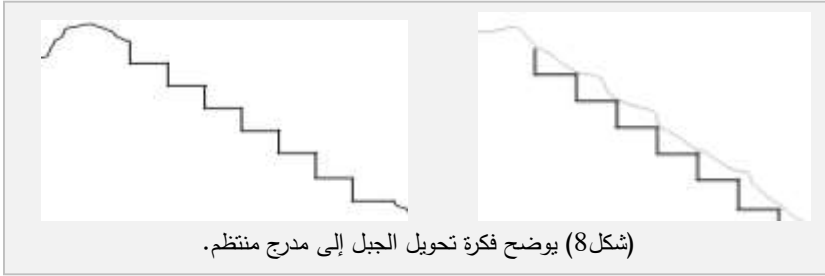 (شكل8) يوضح فكرة تحويل الجبل إلى مدرج منتظم.